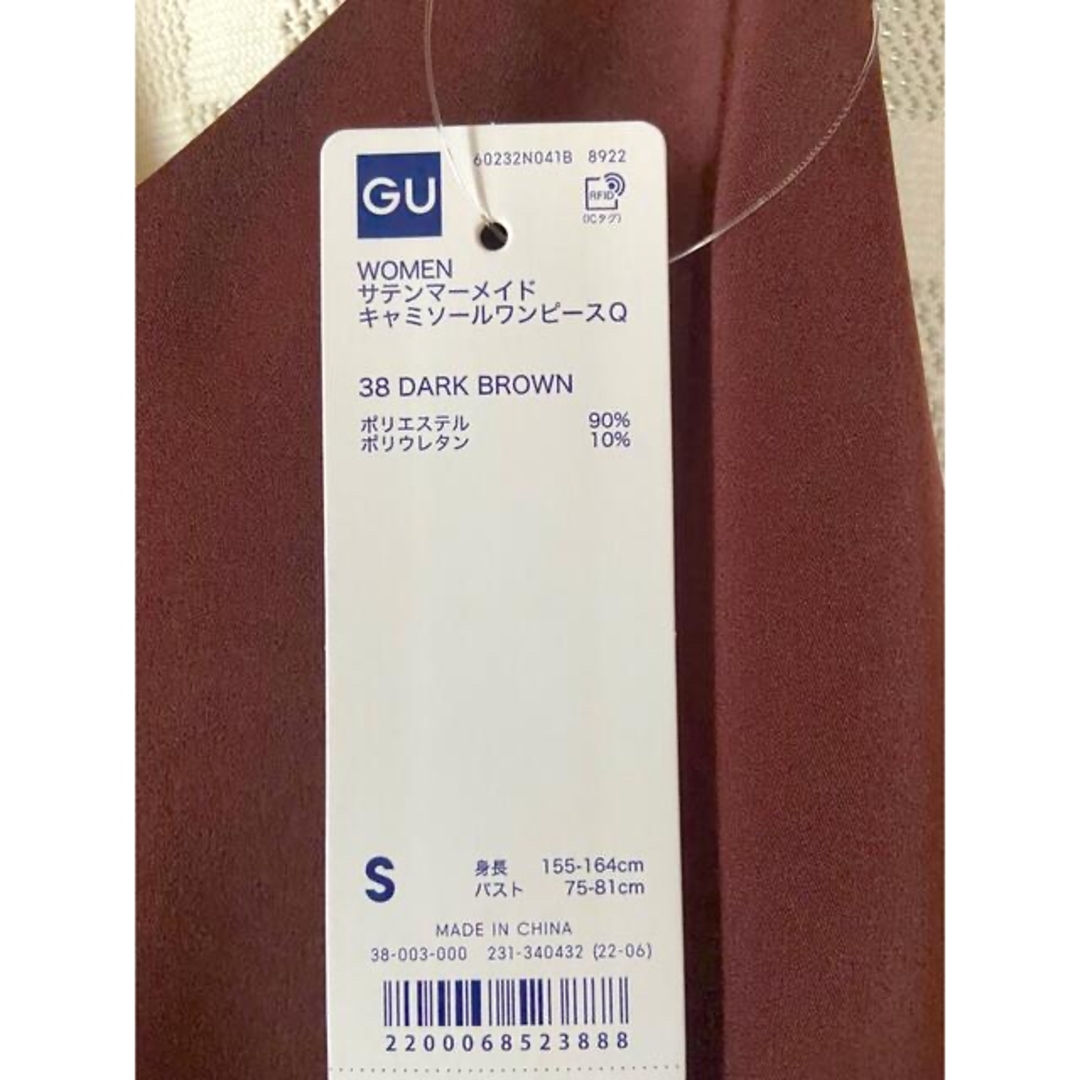 60232N041B 8922
GU
RFID
(ICタグ)
WOMEN
サテンマーメイド
キャミソールワンピースQ
38 DARK BROWN
ポリエステル 90%
ポリウレタン 10%
S
身長 155-164cm
バスト 75-81cm
MADE IN CHINA
38-003-000 231-340432 (22-06)
2200068523888